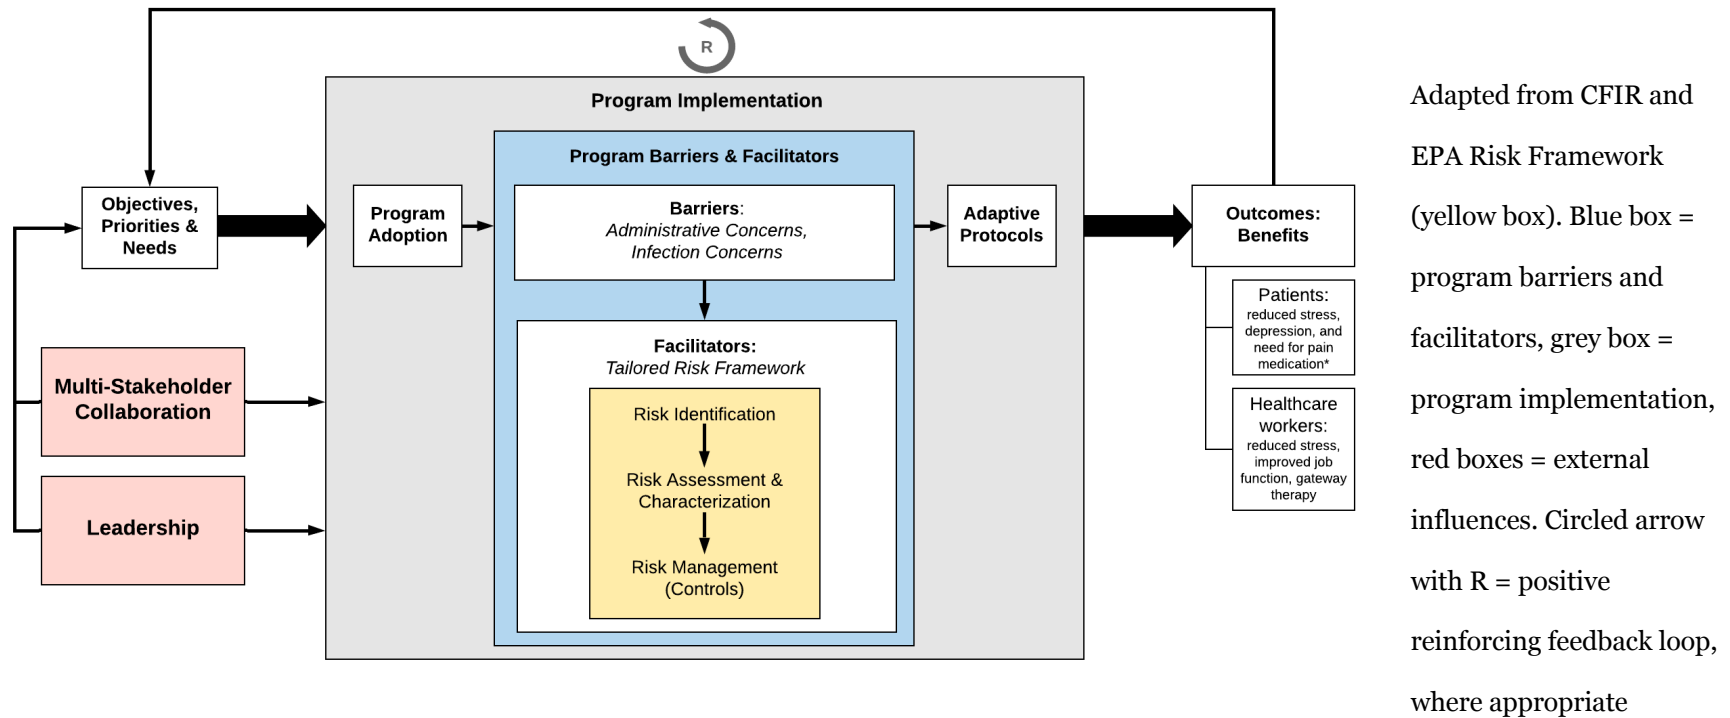 R
Program Implementation
Program Barriers & Facilitators
Objectives,
Priorities &
Needs
Program
Adoption
Barriers:
Administrative Concerns,
Infection Concerns
Adaptive
Protocols
Outcomes:
Benefits
Patients:
reduced stress,
depression, and
need for pain
medication*
Healthcare
workers:
reduced stress,
improved job
function, gateway
therapy
Multi-Stakeholder
Collaboration
Leadership
Facilitators:
Tailored Risk Framework
Risk Identification
Risk Assessment &
Characterization
Risk Management
(Controls)
Adapted from CFIR and
EPA Risk Framework
(yellow box). Blue box =
program barriers and
facilitators, grey box =
program implementation,
red boxes = external
influences. Circled arrow
with R = positive
reinforcing feedback loop,
where appropriate